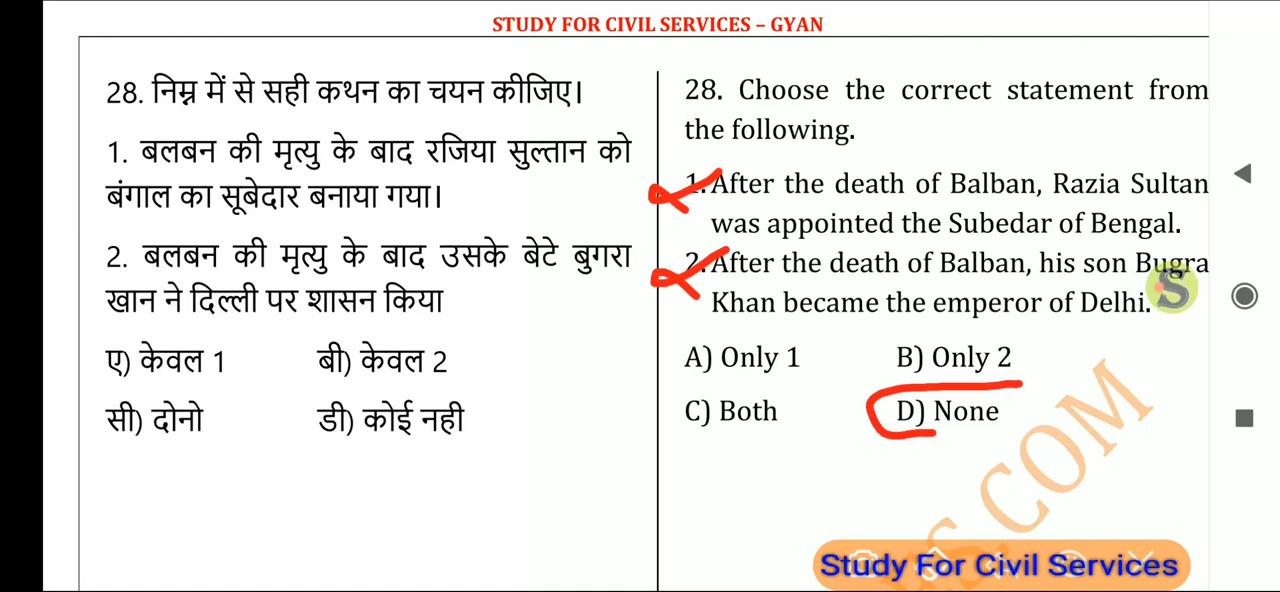 STUDY FOR CIVIL SERVICES – GYAN
28. निम्न में से सही कथन का चयन कीजिए।
1. बलबन की मृत्यु के बाद रजिया सुल्तान को
बंगाल का सूबेदार बनाया गया।
2. बलबन की मृत्यु के बाद उसके बेटे बुगरा
खान ने दिल्ली पर शासन किया
ए) केवल 1 बी) केवल 2
सी) दोनो डी) कोई नही
28. Choose the correct statement from
the following.
1. After the death of Balban, Razia Sultan
was appointed the Subedar of Bengal.
2. After the death of Balban, his son Bugra
Khan became the emperor of Delhi.
A) Only 1 B) Only 2
C) Both D) None
S.COM
Study For Civil Services